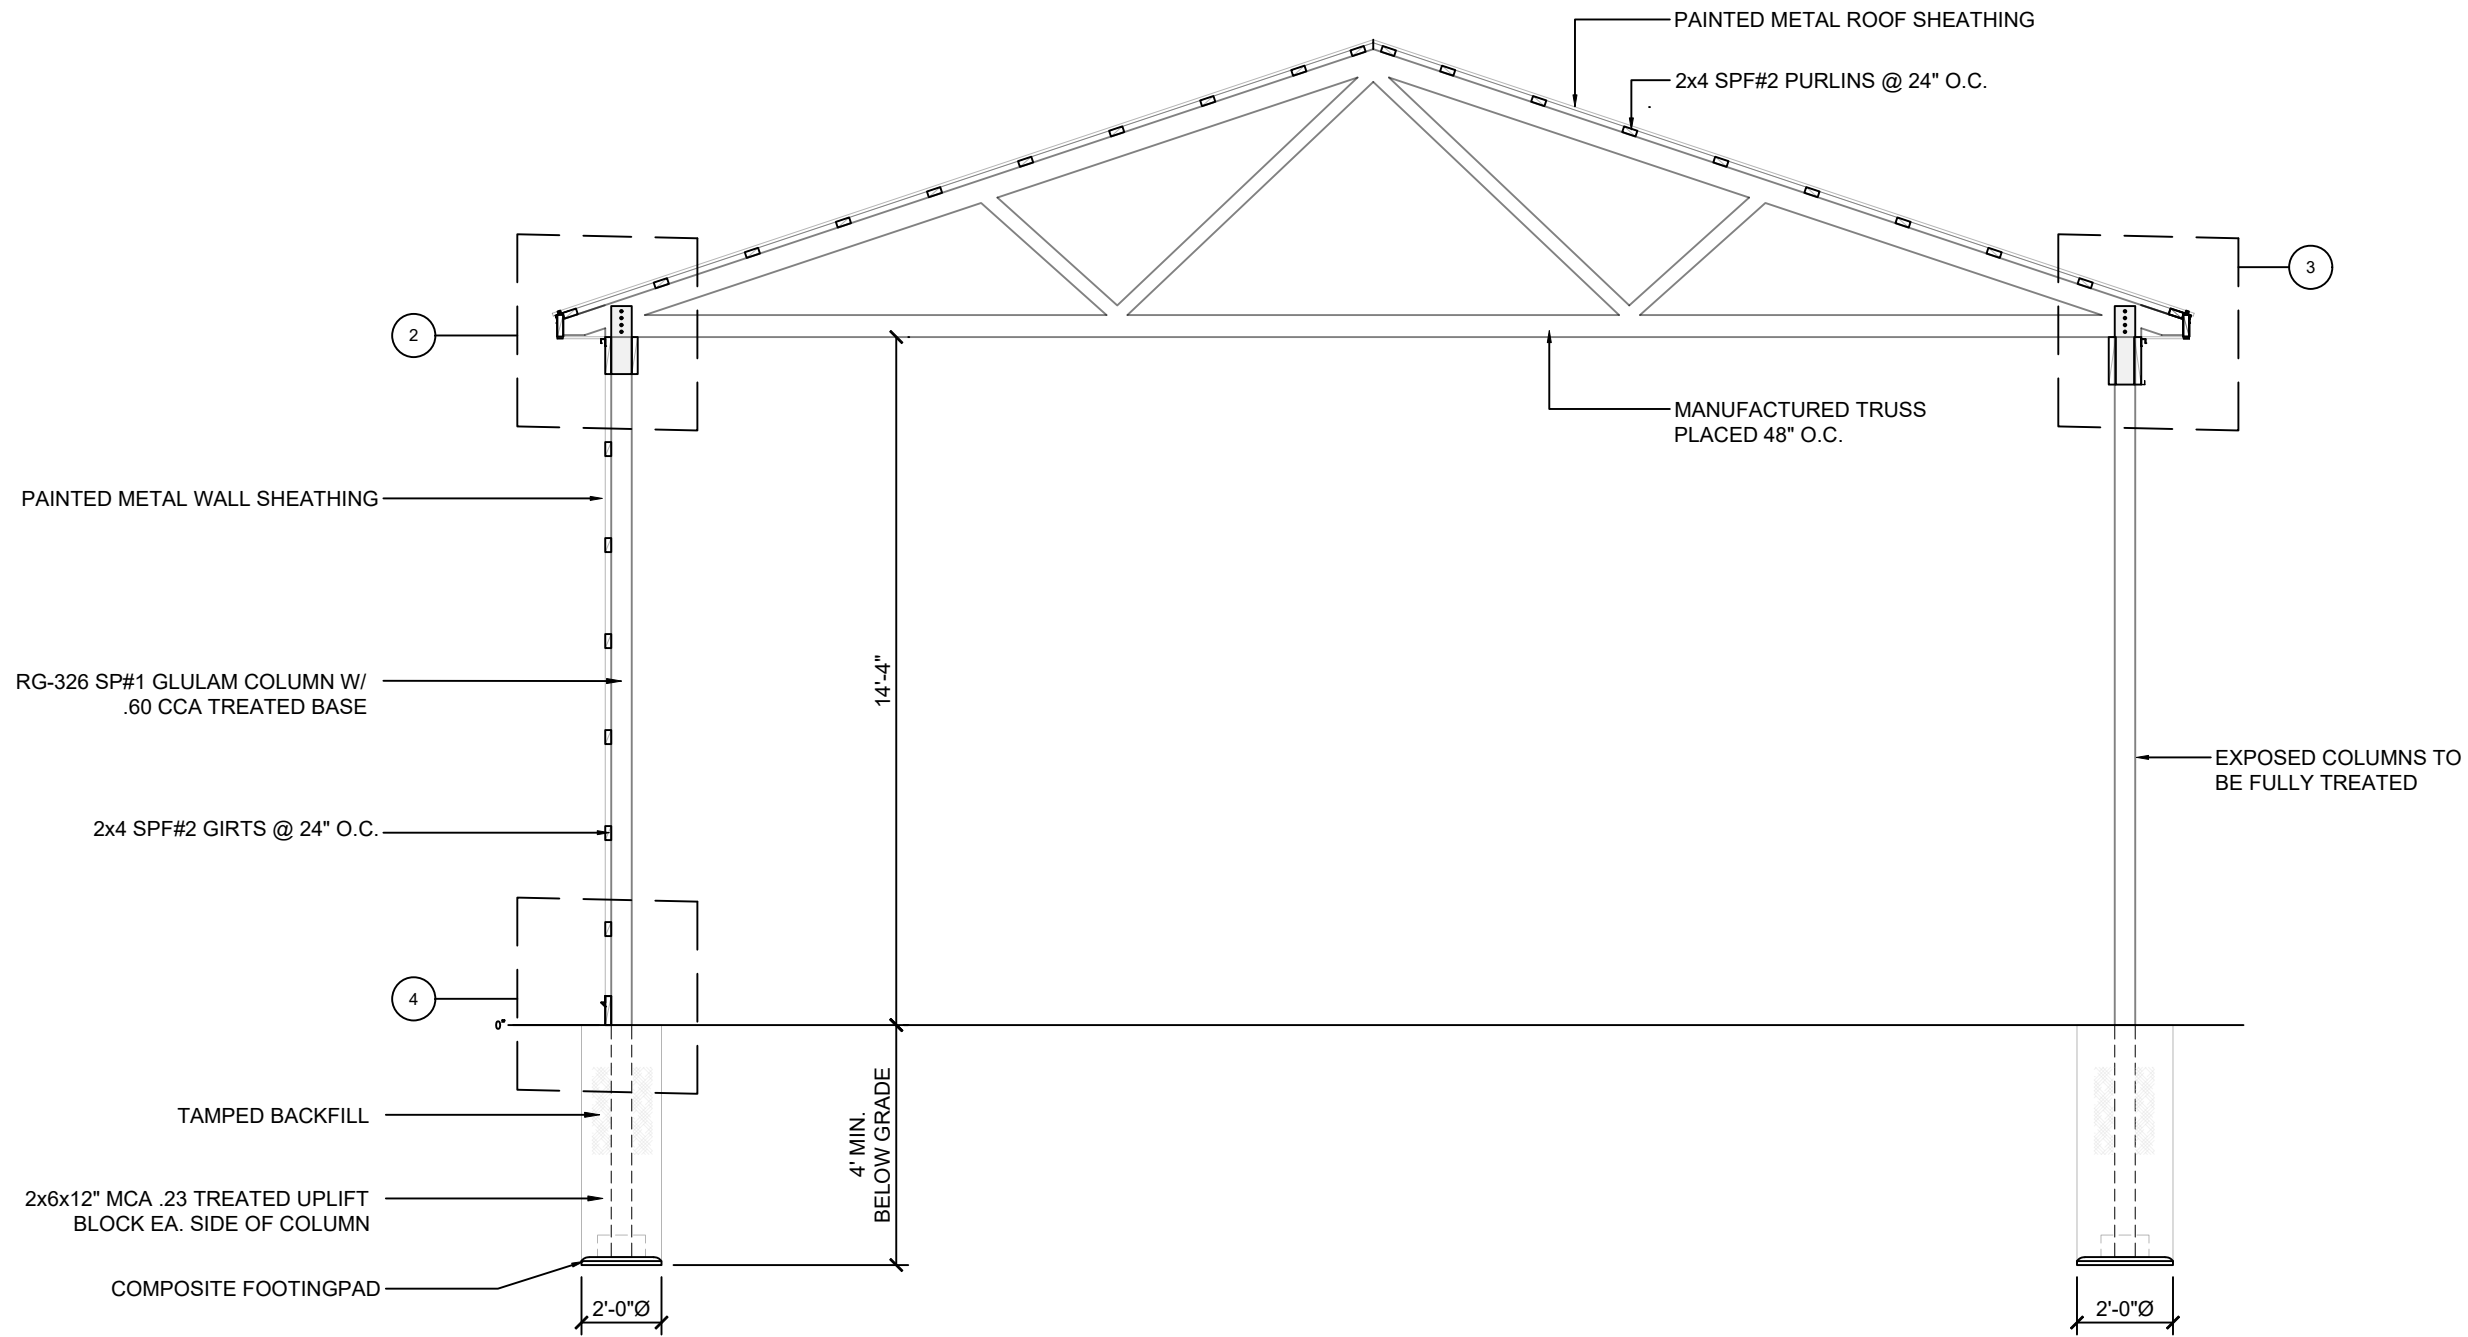 PAINTED METAL ROOF SHEATHING
2x4 SPF#2 PURLINS @ 24" O.C.
3
2
MANUFACTURED TRUSS
PLACED 48" O.C.
PAINTED METAL WALL SHEATHING
14'-4"
RG-326 SP#1 GLULAM COLUMN W/
.60 CCA TREATED BASE
EXPOSED COLUMNS TO
BE FULLY TREATED
2x4 SPF#2 GIRTS @ 24" O.C.
4
0"
TAMPED BACKFILL
4' MIN.
BELOW GRADE
2x6x12" MCA .23 TREATED UPLIFT
BLOCK EA. SIDE OF COLUMN
COMPOSITE FOOTINGPAD
2'-0"Ø
2'-0"Ø